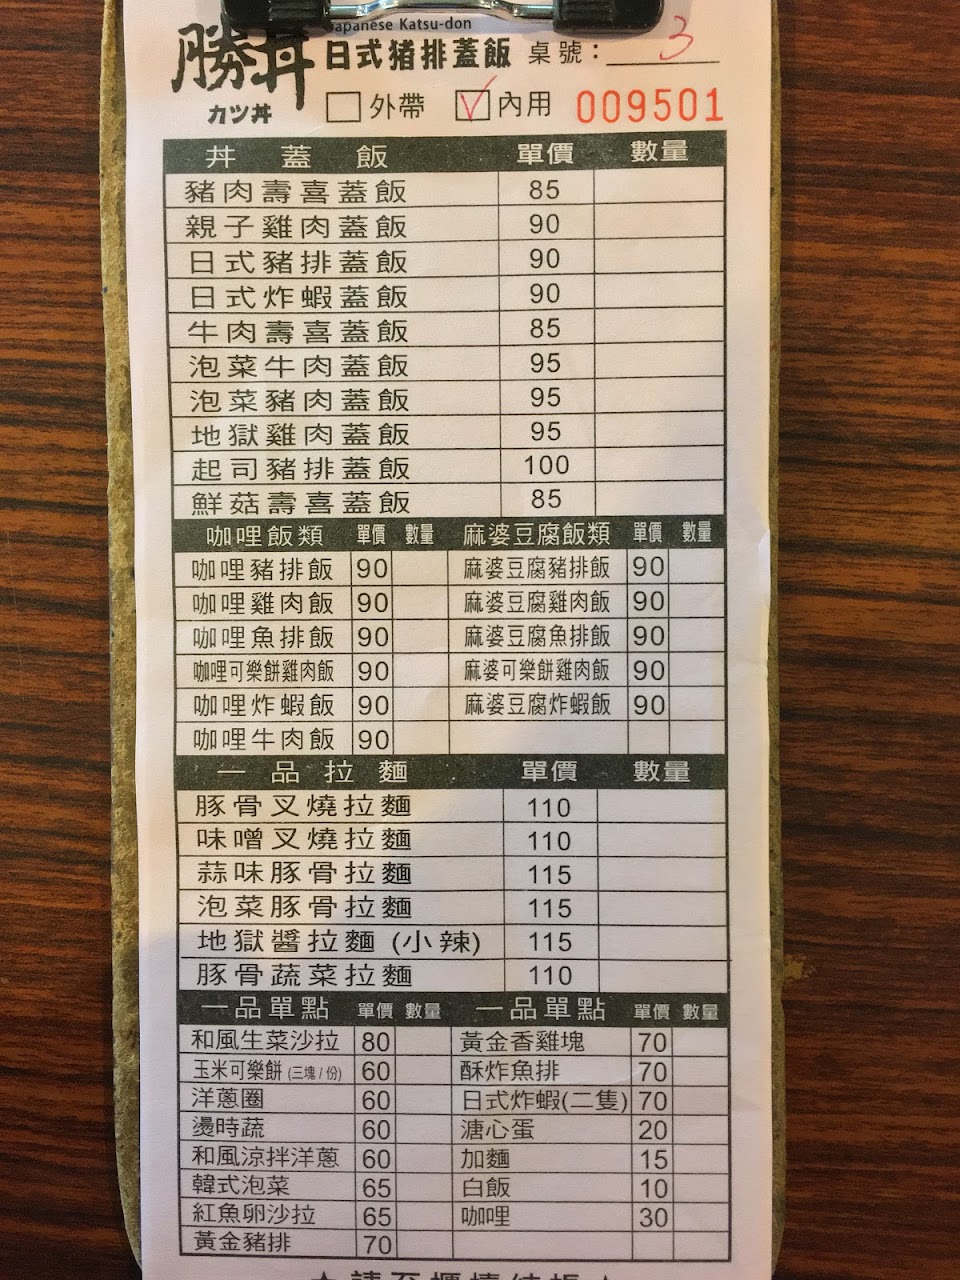 勝丼 Japanese Katsu-don
日式豬排蓋飯 桌號：3
カツ丼 外帶 ✓內用 009501
丼蓋飯 單價 數量
豬肉壽喜蓋飯 85
親子雞肉蓋飯 90
日式豬排蓋飯 90
日式炸蝦蓋飯 90
牛肉壽喜蓋飯 85
泡菜牛肉蓋飯 95
泡菜豬肉蓋飯 95
地獄雞肉蓋飯 95
起司豬排蓋飯 100
鮮菇壽喜蓋飯 85
咖哩飯類 單價 數量 麻婆豆腐飯類 單價 數量
咖哩豬排飯 90 麻婆豆腐豬排飯 90
咖哩雞肉飯 90 麻婆豆腐雞肉飯 90
咖哩魚排飯 90 麻婆豆腐魚排飯 90
咖哩可樂餅雞肉飯 90 麻婆可樂餅雞肉飯 90
咖哩炸蝦飯 90 麻婆豆腐炸蝦飯 90
咖哩牛肉飯 90
一品拉麵 單價 數量
豚骨叉燒拉麵 110
味噌叉燒拉麵 110
蒜味豚骨拉麵 115
泡菜豚骨拉麵 115
地獄醬拉麵(小辣) 115
豚骨蔬菜拉麵 110
一品單點 單價 數量 一品單點 單價 數量
和風生菜沙拉 80 黃金香雞塊 70
玉米可樂餅(三塊/份) 60 酥炸魚排 70
洋蔥圈 60 日式炸蝦(二隻) 70
燙時蔬 60 溏心蛋 20
和風涼拌洋蔥 60 加麵 15
韓式泡菜 65 白飯 10
紅魚卵沙拉 65 咖哩 30
黃金豬排 70